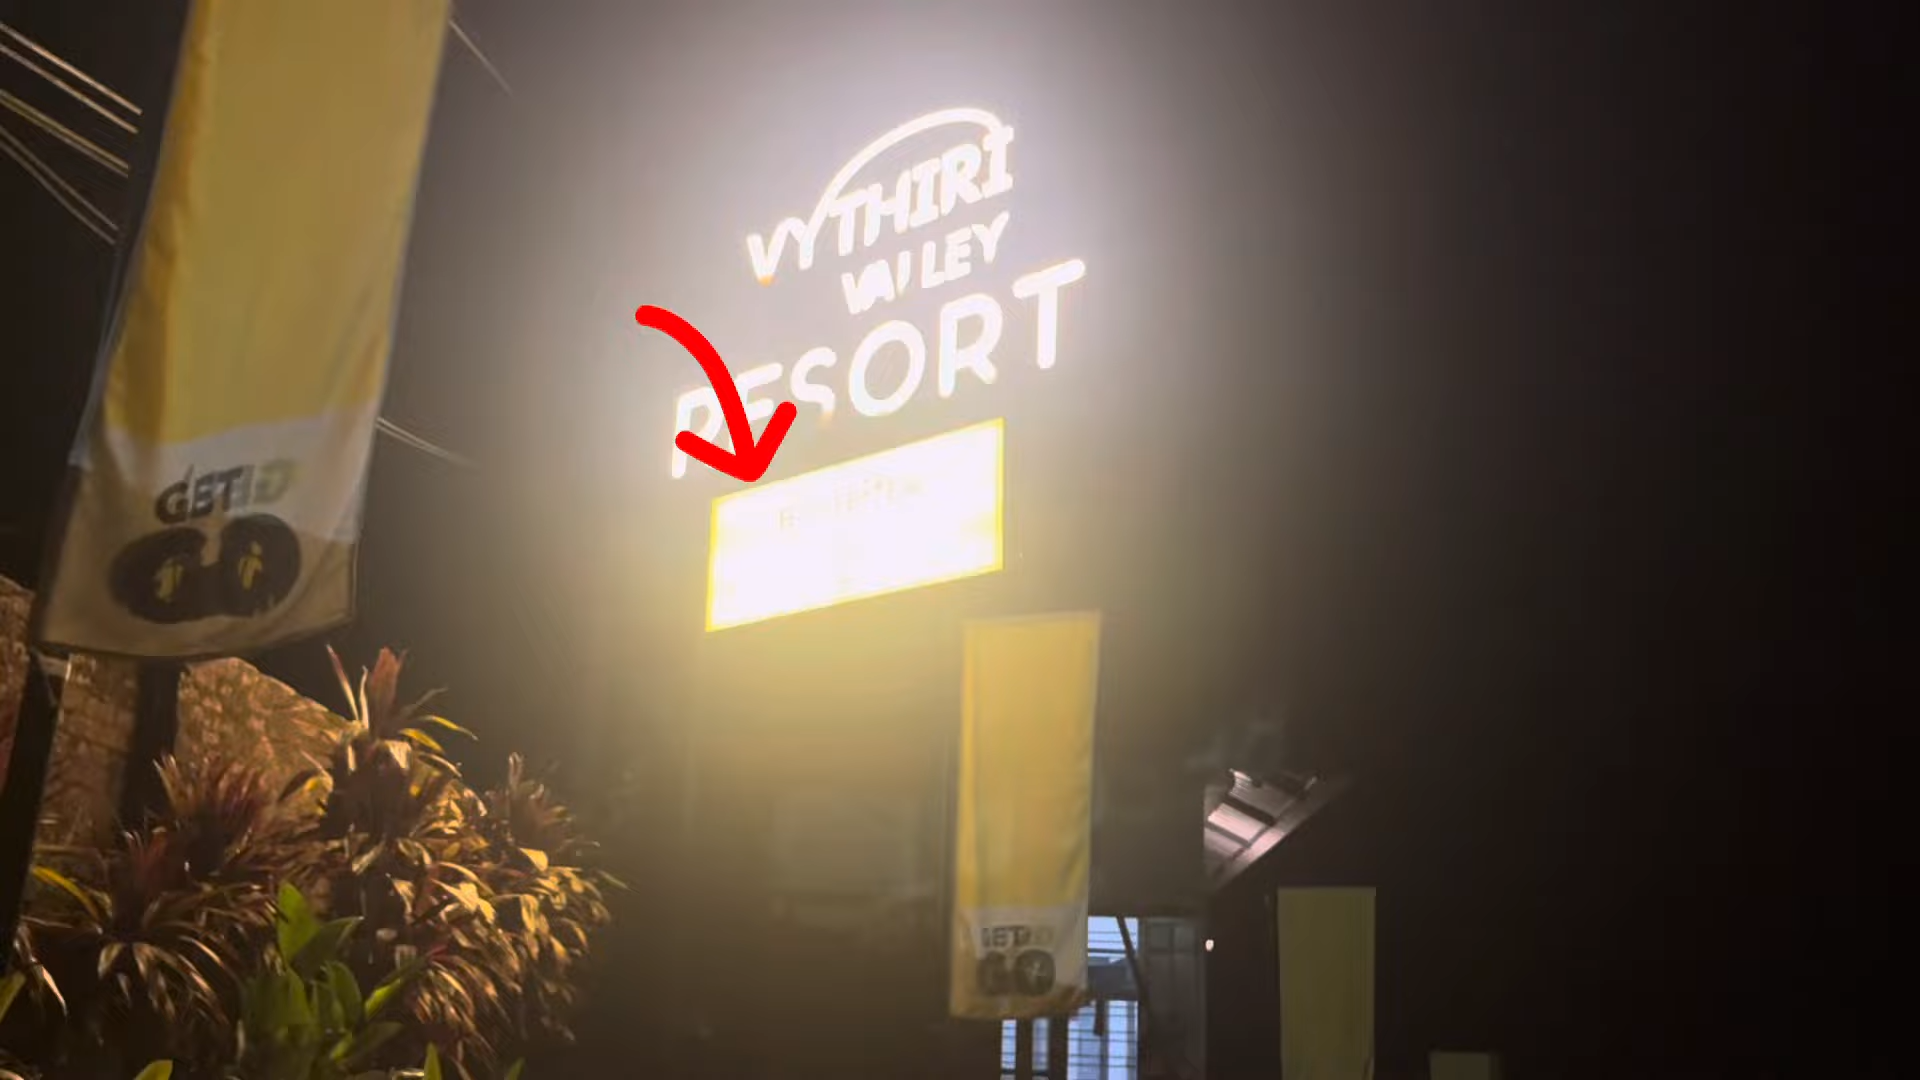 VYTHIRI
VALLEY
RESORT
GET
GO
GET
GO